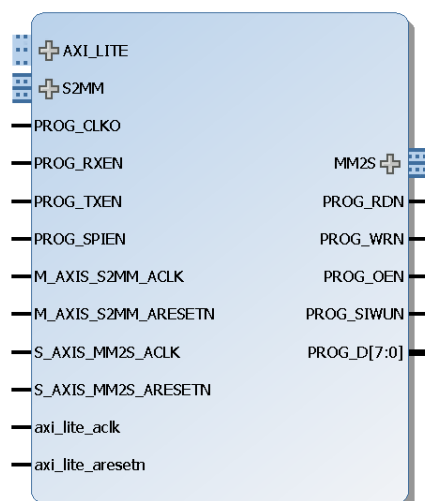 AXI_LITE
S2MM
PROG_CLKO
PROG_RXEN
PROG_TXEN
PROG_SPIEN
M_AXIS_S2MM_ACLK
M_AXIS_S2MM_ARESETN
S_AXIS_MM2S_ACLK
S_AXIS_MM2S_ARESETN
axi_lite_aclk
axi_lite_aresetn
MM2S
PROG_RDN
PROG_WRN
PROG_OEN
PROG_SIWUN
PROG_D[7:0]